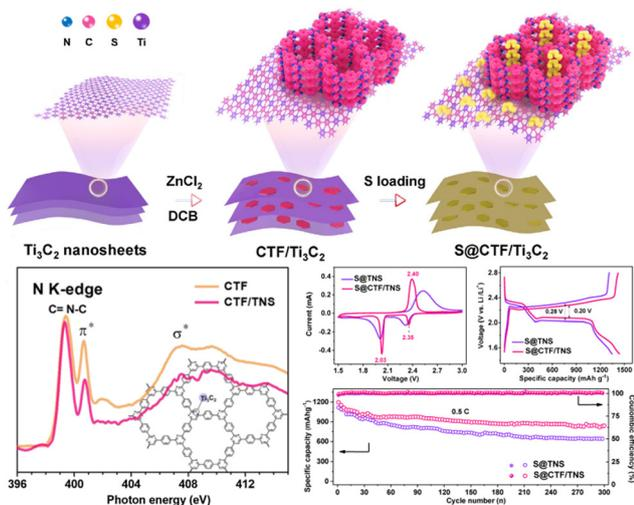 N C S Ti
ZnCl₂
DCB
S loading
Ti₃C₂ nanosheets
CTF/Ti₃C₂
S@CTF/Ti₃C₂
N K-edge
C= N-C
π*
σ*
CTF
CTF/TNS
Ti₃C₂
396 400 404 408 412
Photon energy (eV)
S@TNS
S@CTF/TNS
2.40
2.35
2.03
0.4
0.2
0.0
-0.2
-0.4
Current (mA)
1.5 1.8 2.1 2.4 2.7 3.0
Voltage (V)
2.8
2.4
2.0
1.6
Voltage (V vs. Li⁺/Li)
0.28 V
0.20 V
S@TNS
S@CTF/TNS
0 300 600 900 1200 1500
Specific capacity (mAh g⁻¹)
1200
900
600
300
0
Specific capacity (mAhg⁻¹)
0.5 C
S@TNS
S@CTF/TNS
100
75
50
25
0
Coulombic efficiency (%)
0 30 60 90 120 150 180 210 240 270 300
Cycle number (n)